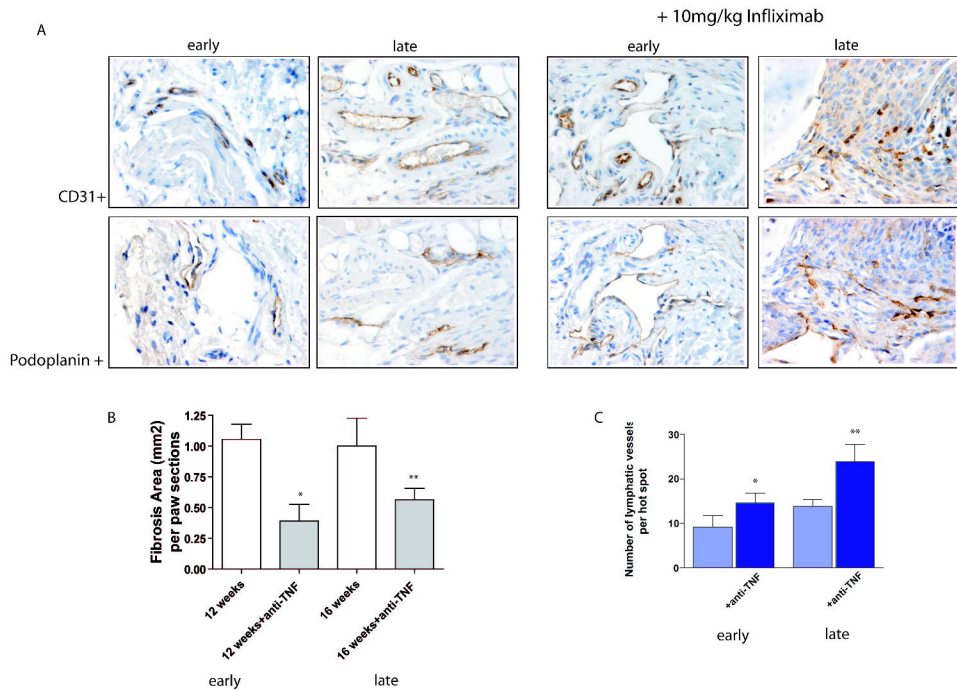 + 10mg/kg Infliximab
A
early
late
early
late
CD31+
Podoplanin +
B
Fibrosis Area (mm2)
per paw sections
1.25
1.00
0.75
0.50
0.25
0.00
*
**
12 weeks
12 weeks+anti-TNF
16 weeks
16 weeks+anti-TNF
early
late
C
Number of lymphatic vessels
per hot spot
30
20
10
0
*
**
+anti-TNF
+anti-TNF
early
late